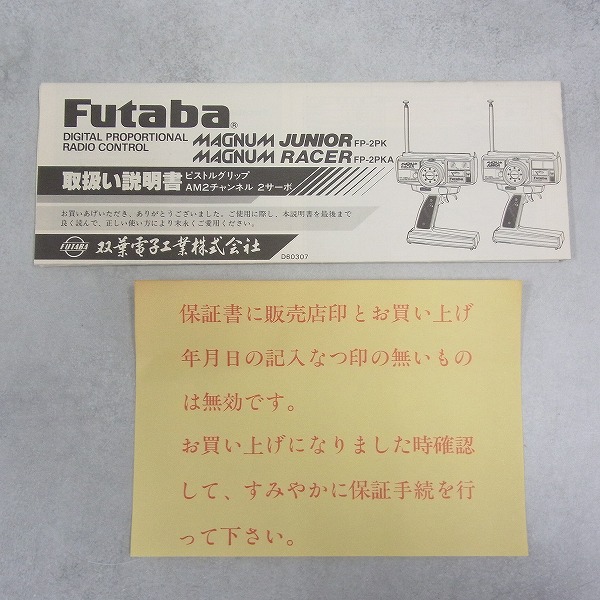 Futaba®
DIGITAL PROPORTIONAL
RADIO CONTROL
MAGNUM JUNIOR FP-2PK
MAGNUM RACER FP-2PKA
取扱い説明書
ピストルグリップ
AM2チャンネル 2サーボ
お買いあげいただき、ありがとうございました。ご使用に際し、本説明書を最後まで
良く読んで、正しい使い方により末永くご愛用ください。
FUTABA 双葉電子工業株式会社
D60307
Futaba
Futaba
保証書に販売店印とお買い上げ
年月日の記入なつ印の無いもの
は無効です。
お買い上げになりました時確認
して、すみやかに保証手続を行
って下さい。